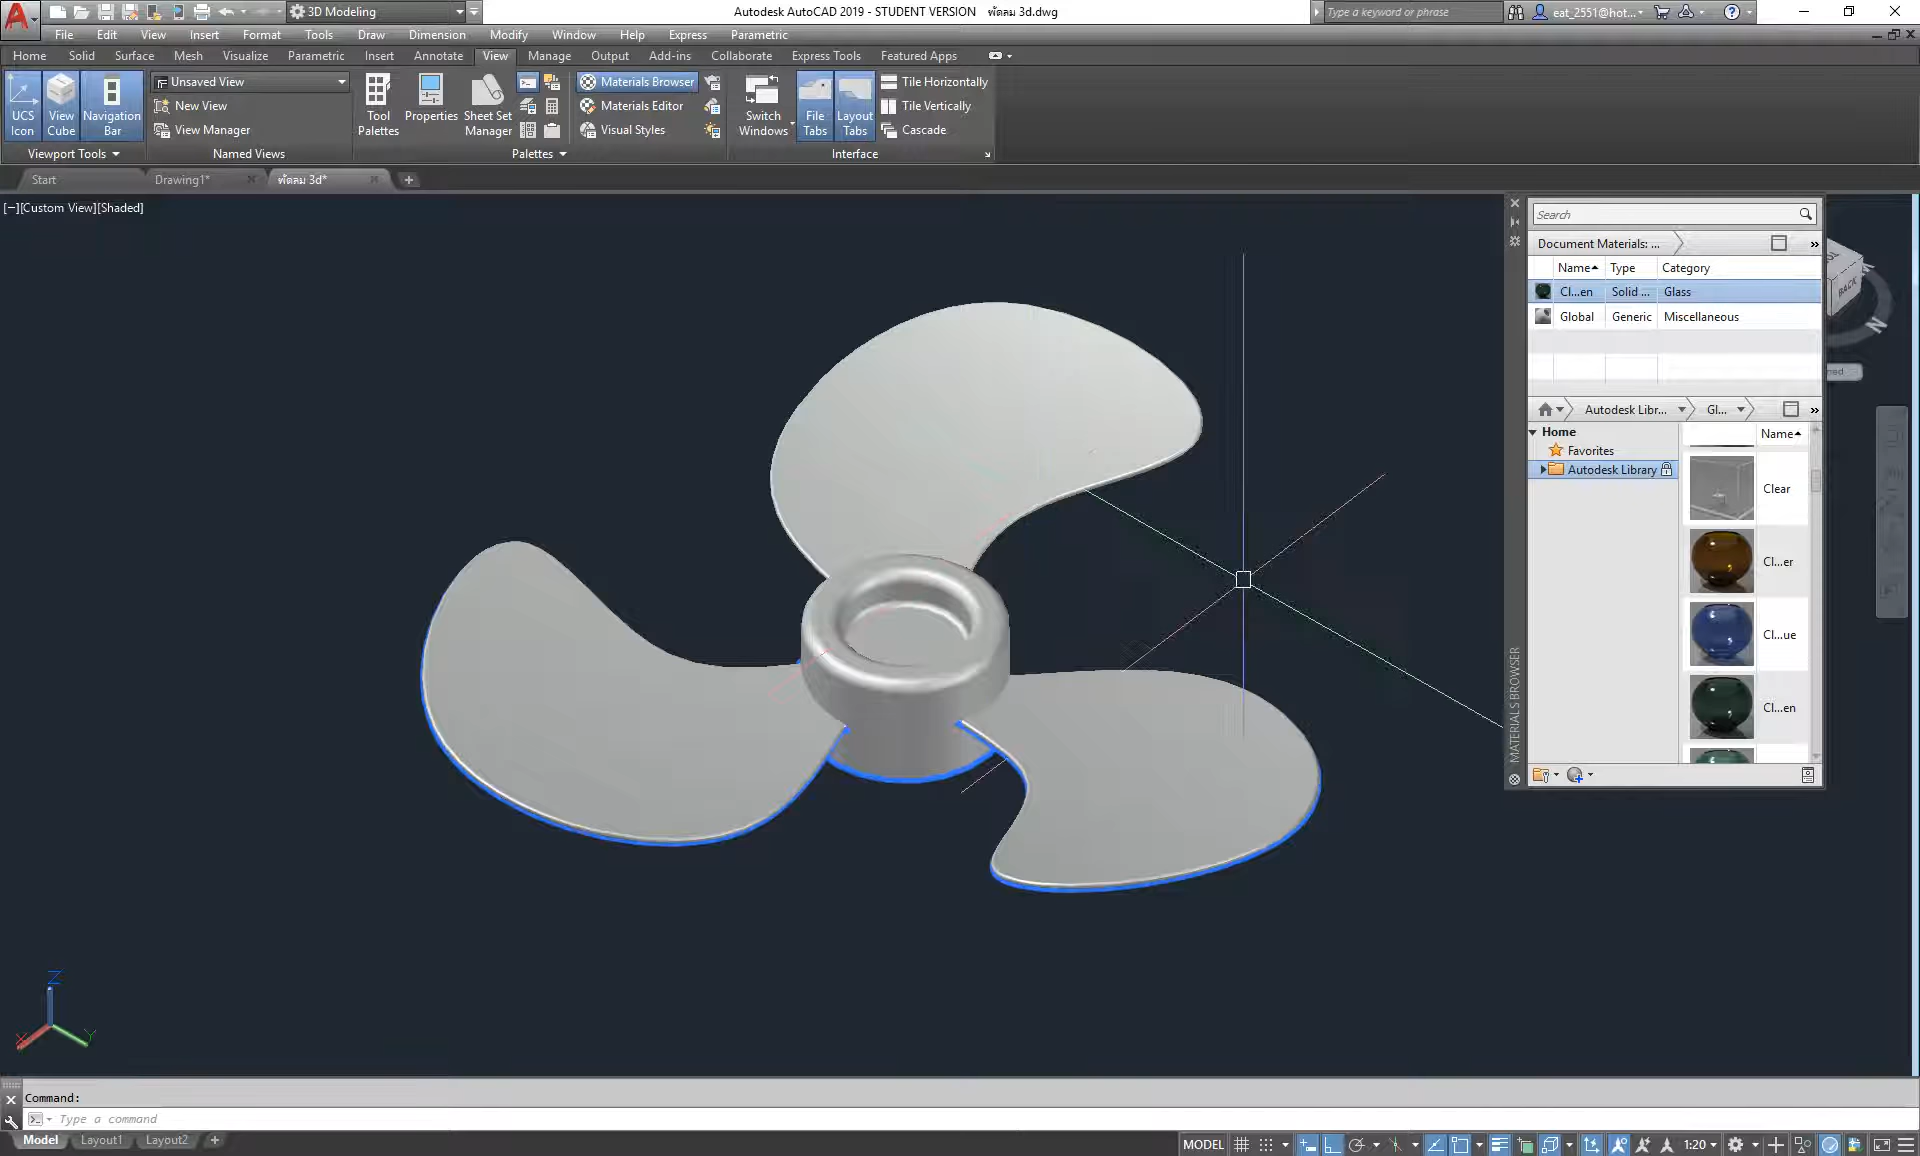 3D Modeling
Autodesk AutoCAD 2019 - STUDENT VERSION พัดลม 3d.dwg
Type a keyword or phrase
eat_2551@hot...
File Edit View Insert Format Tools Draw Dimension Modify Window Help Express Parametric
Home Solid Surface Mesh Visualize Parametric Insert Annotate View Manage Output Add-ins Collaborate Express Tools Featured Apps
UCS Icon
View Cube
Navigation Bar
Viewport Tools
Unsaved View
New View
View Manager
Named Views
Tool Palettes
Properties
Sheet Set Manager
Materials Browser
Materials Editor
Visual Styles
Palettes
Switch Windows
File Tabs
Layout Tabs
Tile Horizontally
Tile Vertically
Cascade
Interface
Start Drawing1* พัดลม 3d*
[−][Custom View][Shaded]
Search
Document Materials: ...
Name Type Category
Cl...en Solid ... Glass
Global Generic Miscellaneous
Autodesk Libr... Gl...
Home
Favorites
Autodesk Library
Name
Clear
Cl...er
Cl...ue
Cl...en
MATERIALS BROWSER
BACK
N
Z
X
Y
Command:
Type a command
Model Layout1 Layout2
MODEL
1:20